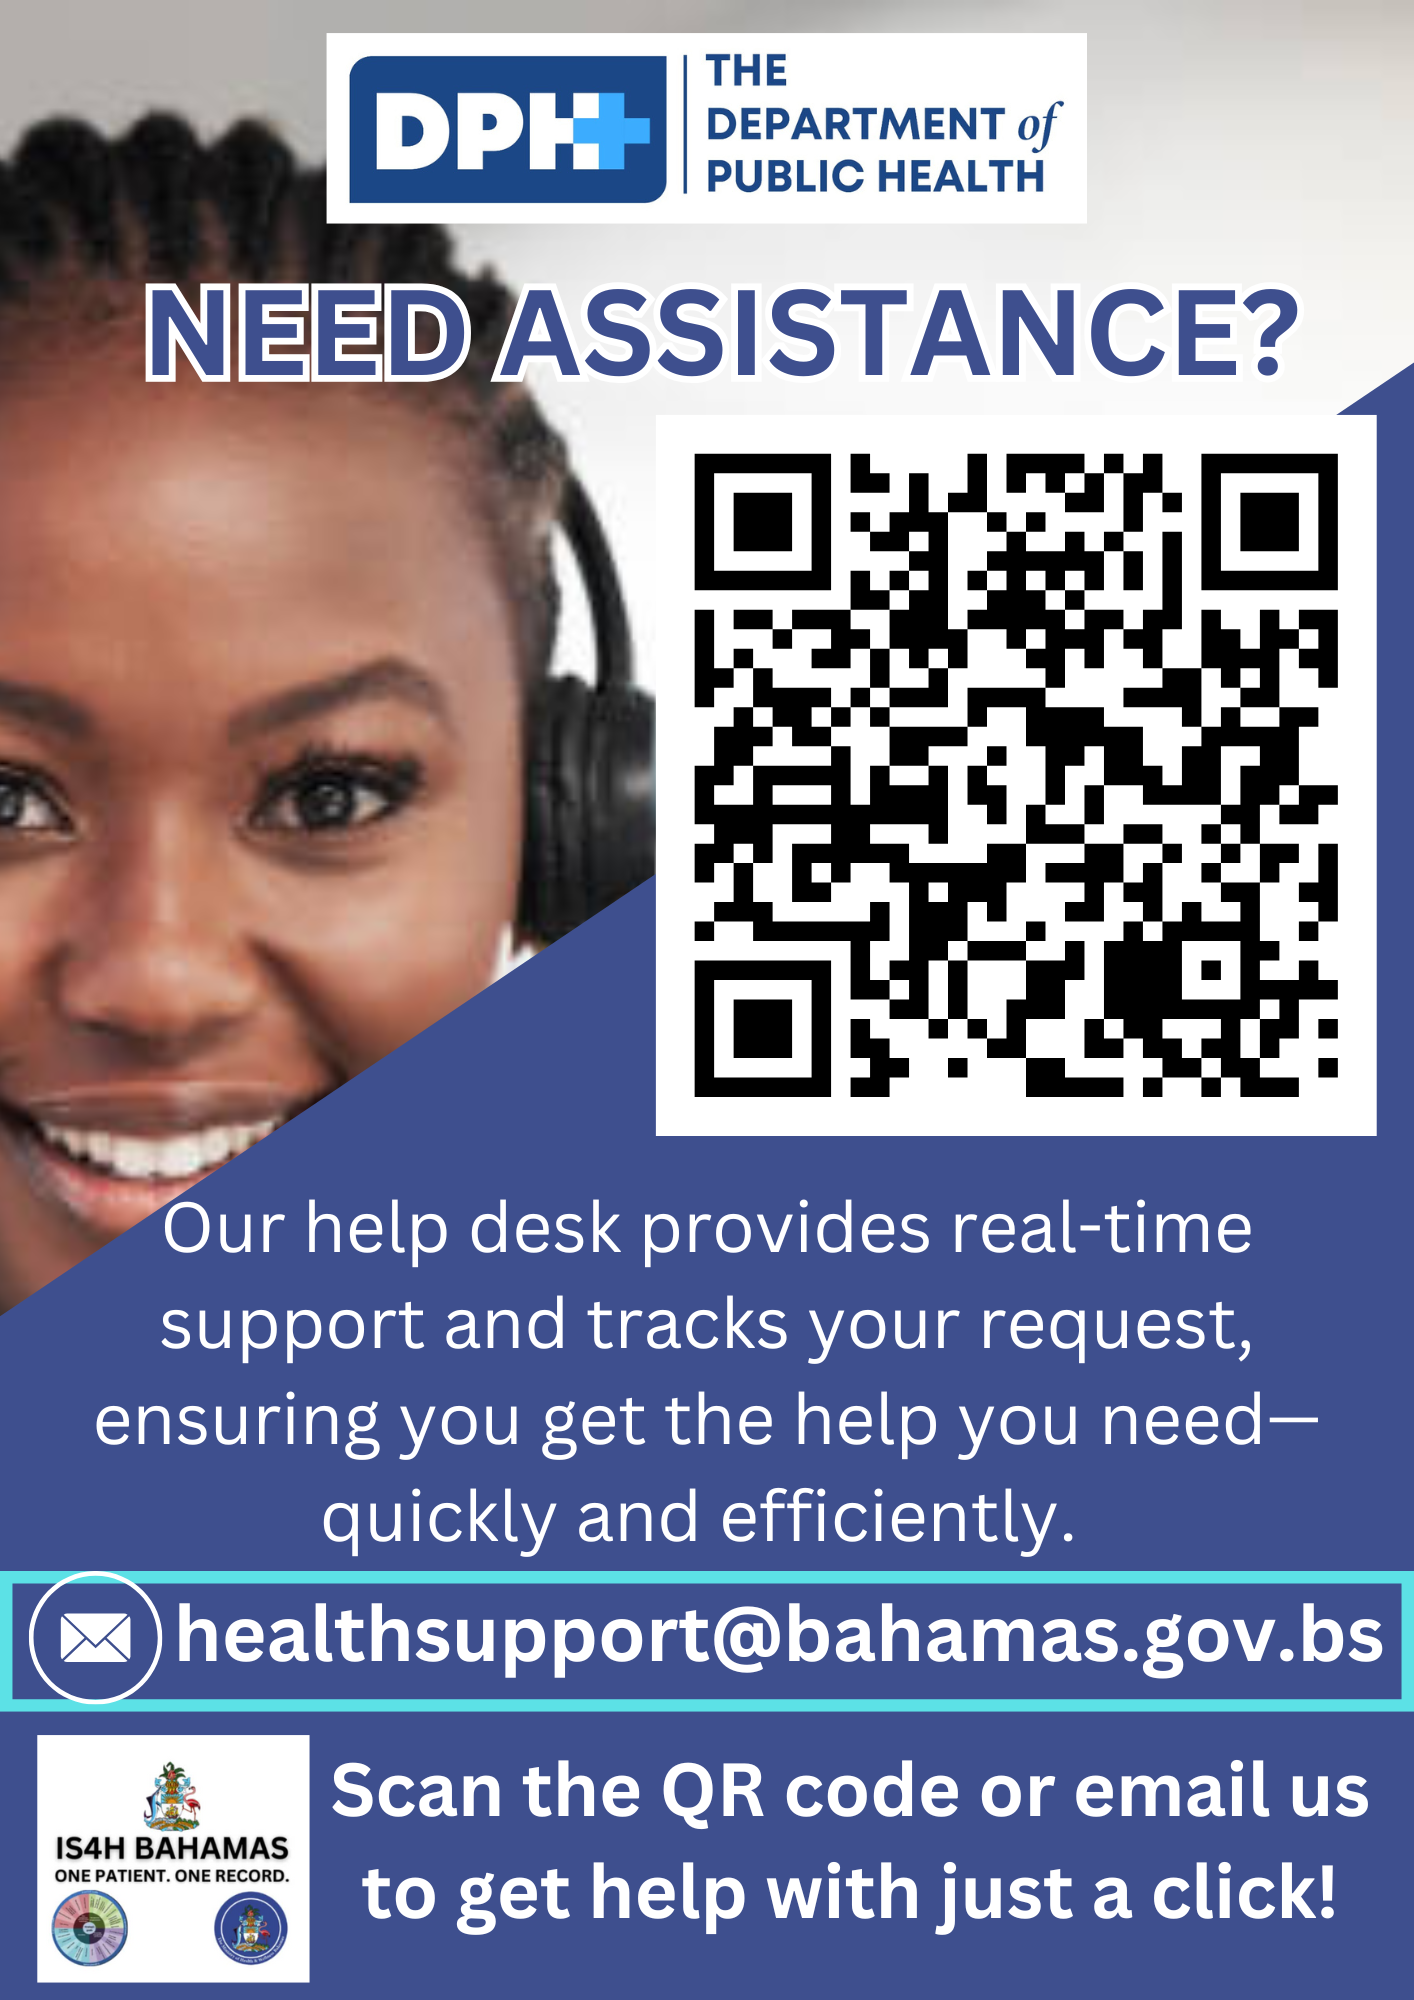 DPH
THE
DEPARTMENT of
PUBLIC HEALTH
NEED ASSISTANCE?
Our help desk provides real-time
support and tracks your request,
ensuring you get the help you need—
quickly and efficiently.
healthsupport@bahamas.gov.bs
IS4H BAHAMAS
ONE PATIENT. ONE RECORD.
Scan the QR code or email us
to get help with just a click!